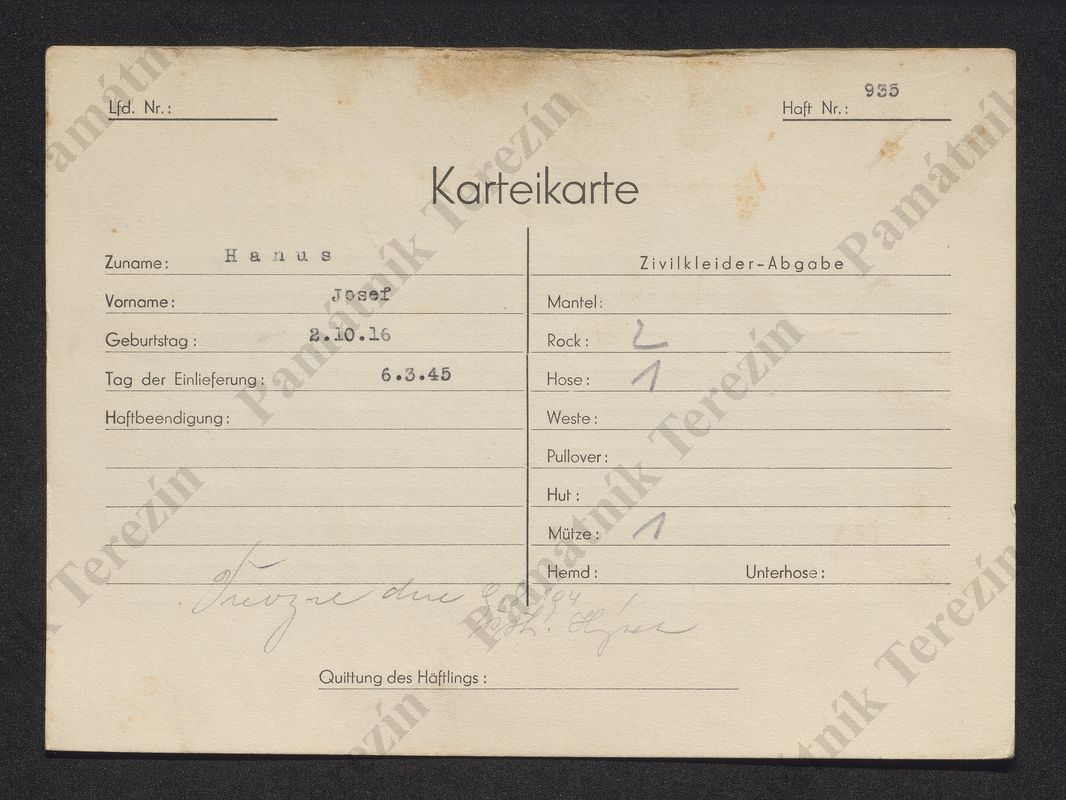 Lfd. Nr.:
Haft Nr.: 935
Karteikarte
Zuname: Hanus
Vorname: Josef
Geburtstag: 2.10.16
Tag der Einlieferung: 6.3.45
Haftbeendigung:
Zivilkleider-Abgabe
Mantel:
Rock: 2
Hose: 1
Weste:
Pullover:
Hut:
Mütze: 1
Hemd: Unterhose:
dne
Quittung des Häftlings:
Památník Terezín